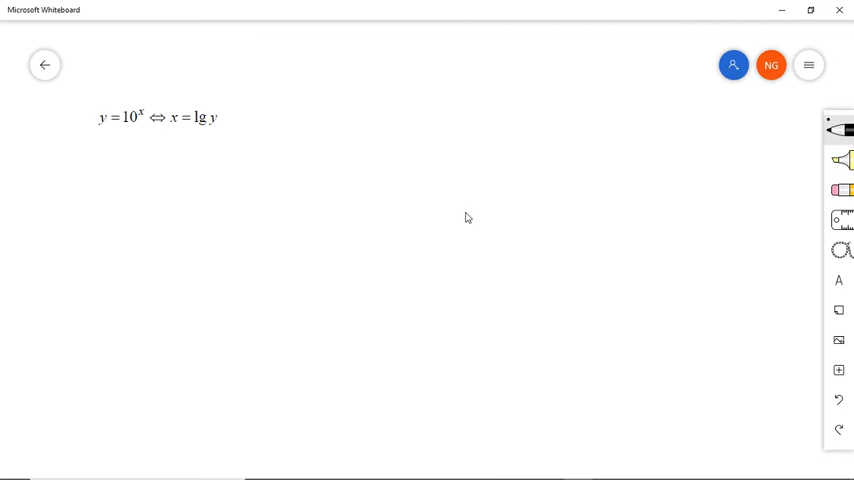 Microsoft Whiteboard
NG
y = 10^x ⇔ x = lg y
A